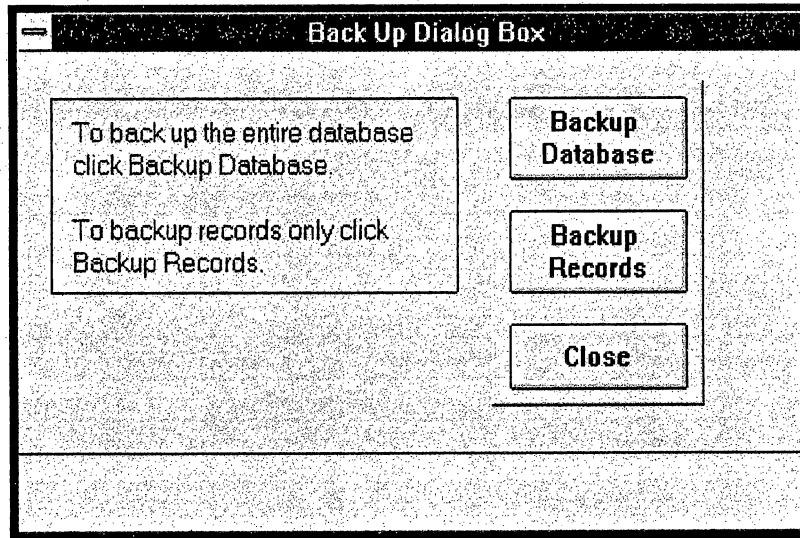 Back Up Dialog Box
To back up the entire database
click Backup Database.
To backup records only click
Backup Records.
Backup
Database
Backup
Records
Close